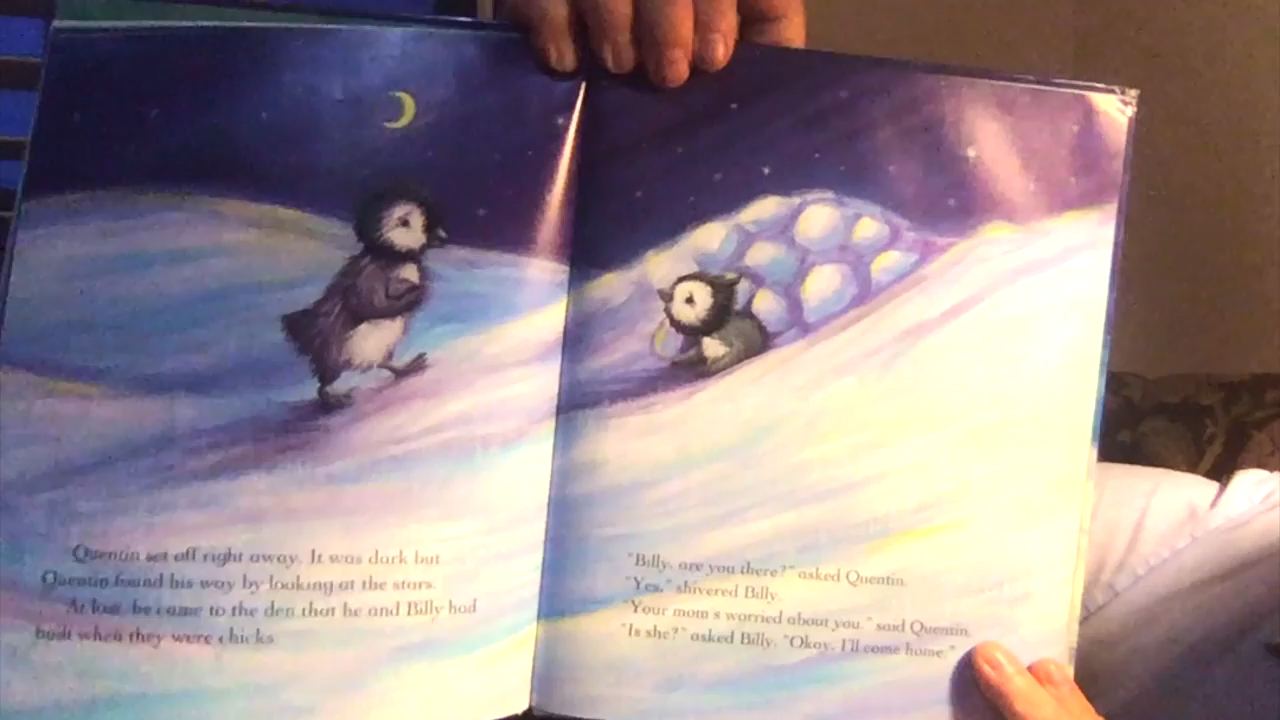 Quentin set off right away. It was dark but
Quentin found his way by looking at the stars.
At last, he came to the den that he and Billy had
built when they were chicks.
"Billy, are you there?" asked Quentin.
"Yes," shivered Billy.
"Your mom's worried about you," said Quentin.
"Is she?" asked Billy. "Okay, I'll come home."